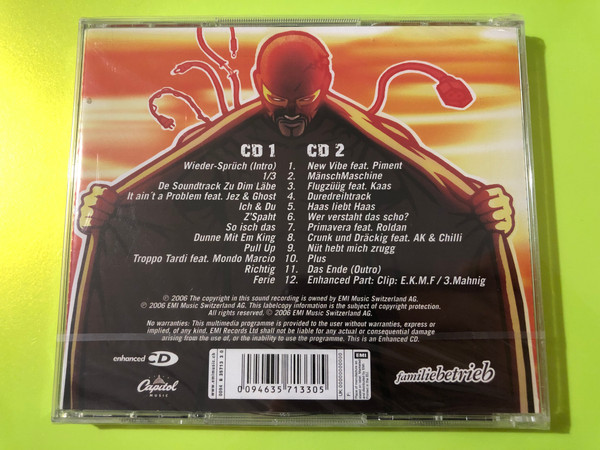 CD 1 CD 2
Wieder-Sprüch (Intro) 1. New Vibe feat. Piment
1/3 2. MänschMaschine
De Soundtrack Zu Dim Läbe 3. Flugzüüg feat. Kaas
It ain't a Problem feat. Jez & Ghost 4. Duredreihtrack
Ich & Du 5. Haas liebt Haas
Z'Spaht 6. Wer verstaht das scho?
So isch das 7. Primavera feat. Roldan
Dunne Mit Em King 8. Crunk und Dräckig feat. AK & Chilli
Pull Up 9. Nüt hebt mich zrugg
Troppo Tardi feat. Mondo Marcio 10. Plus
Richtig 11. Das Ende (Outro)
Ferie 12. Enhanced Part: Clip: E.K.M.F / 3.Mahnig
℗ 2006 The copyright in this sound recording is owned by EMI Music Switzerland AG.
℗ 2006 EMI Music Switzerland AG. This labelcopy information is the subject of copyright protection.
All rights reserved. © 2006 EMI Music Switzerland AG.
No warranties: This multimedia programme is provided to the user without warranties, express or
implied, of any kind. EMI Records Ltd shall not be liable for any actual or consequential damage
arising from the use of, or the inability to use the programme. This is an Enhanced CD.
enhanced CD
Capitol
MUSIC
www.emimusic.ch
0094635713305
EMI
familiebetrieb